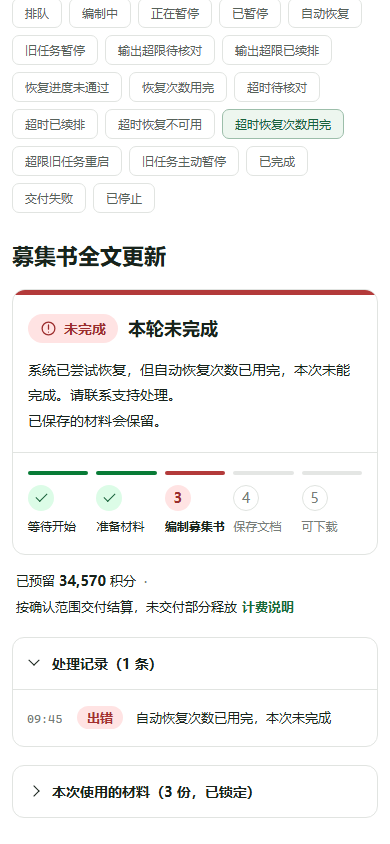 排队 编制中 正在暂停 已暂停 自动恢复
旧任务暂停 输出超限待核对 输出超限已续排
恢复进度未通过 恢复次数用完 超时待核对
超时已续排 超时恢复不可用 超时恢复次数用完
超限旧任务重启 旧任务主动暂停 已完成
交付失败 已停止
募集书全文更新
未完成 本轮未完成
系统已尝试恢复，但自动恢复次数已用完，本次未能
完成。请联系支持处理。
已保存的材料会保留。
3 4 5
等待开始 准备材料 编制募集书 保存文档 可下载
已预留 34,570 积分 ·
按确认范围交付结算，未交付部分释放 计费说明
处理记录（1 条）
09:45 出错 自动恢复次数已用完，本次未完成
本次使用的材料（3 份，已锁定）